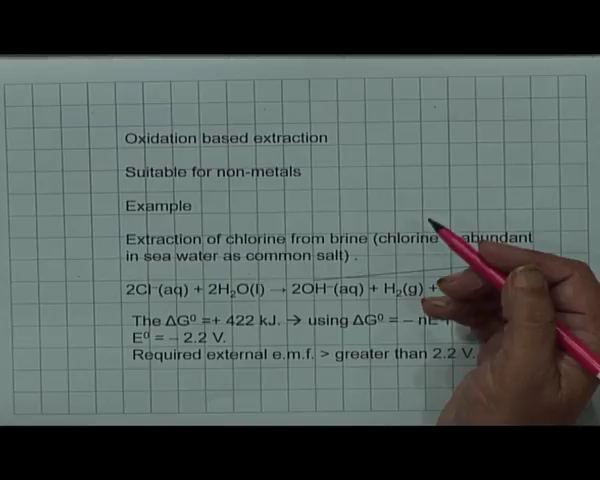 Oxidation based extraction
Suitable for non-metals
Example
Extraction of chlorine from brine (chlorine abundant
in sea water as common salt) .
2Cl⁻(aq) + 2H₂O(l) → 2OH⁻(aq) + H₂(g) +
The ΔG⁰ =+ 422 kJ. → using ΔG⁰ = − nE
E⁰ = − 2.2 V.
Required external e.m.f. > greater than 2.2 V.